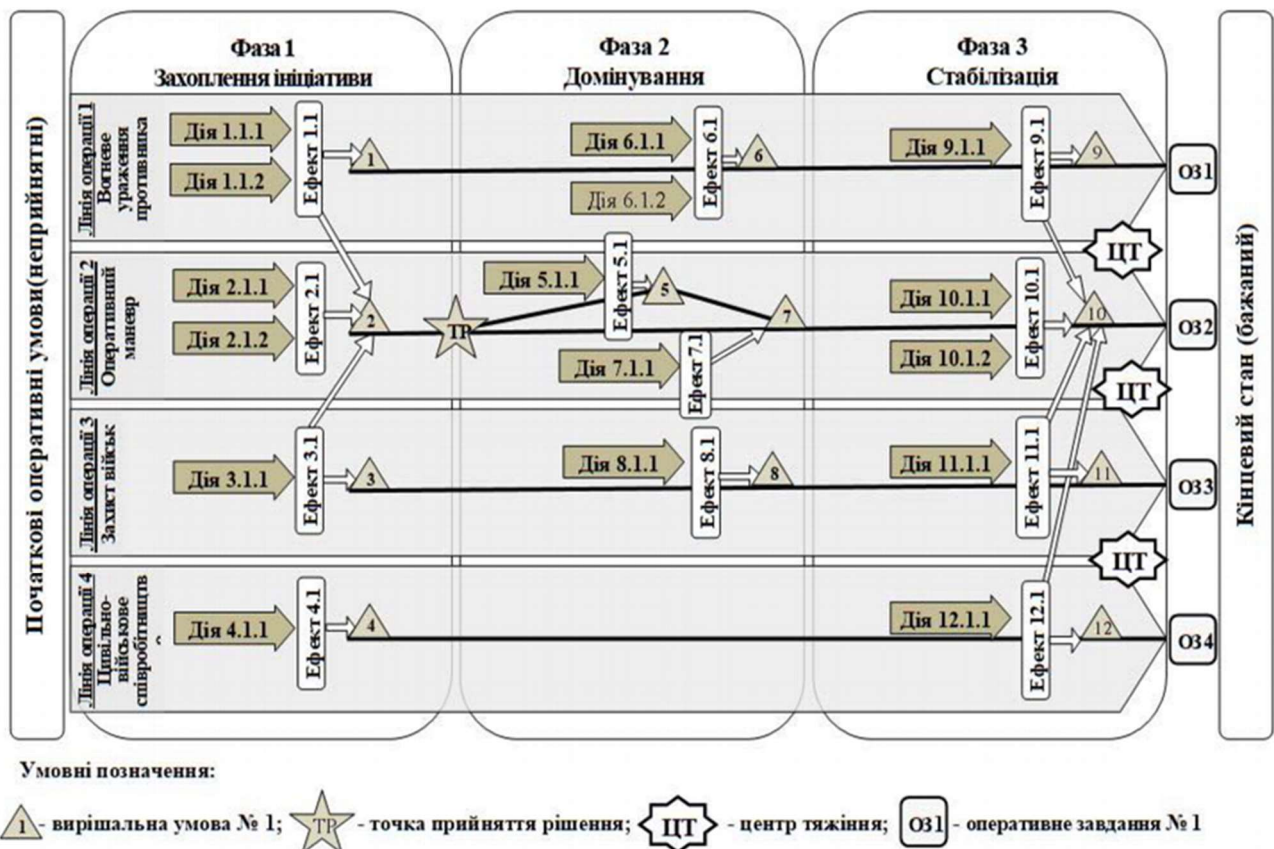 Початкові оперативні умови(неприйнятні)
Фаза 1
Захоплення ініціативи
Фаза 2
Домінування
Фаза 3
Стабілізація
Лінія операції 1
Вогневе
ураження
противника
Дія 1.1.1
Дія 1.1.2
Ефект 1.1
1
Дія 6.1.1
Дія 6.1.2
Ефект 6.1
6
Дія 9.1.1
Ефект 9.1
9
ОЗ1
ЦТ
Лінія операції 2
Оперативний
маневр
Дія 2.1.1
Дія 2.1.2
Ефект 2.1
2
ТР
Дія 5.1.1
Ефект 5.1
5
Дія 7.1.1
Ефект 7.1
7
Дія 10.1.1
Дія 10.1.2
Ефект 10.1
10
ОЗ2
ЦТ
Лінія операції 3
Захист військ
Дія 3.1.1
Ефект 3.1
3
Дія 8.1.1
Ефект 8.1
8
Дія 11.1.1
Ефект 11.1
11
ОЗ3
ЦТ
Лінія операції 4
Цивільно-
військове
співробітництв
о
Дія 4.1.1
Ефект 4.1
4
Дія 12.1.1
Ефект 12.1
12
ОЗ4
Кінцевий стан (бажаний)
Умовні позначення:
1 - вирішальна умова № 1; ТР - точка прийняття рішення; ЦТ - центр тяжіння; ОЗ1 - оперативне завдання № 1